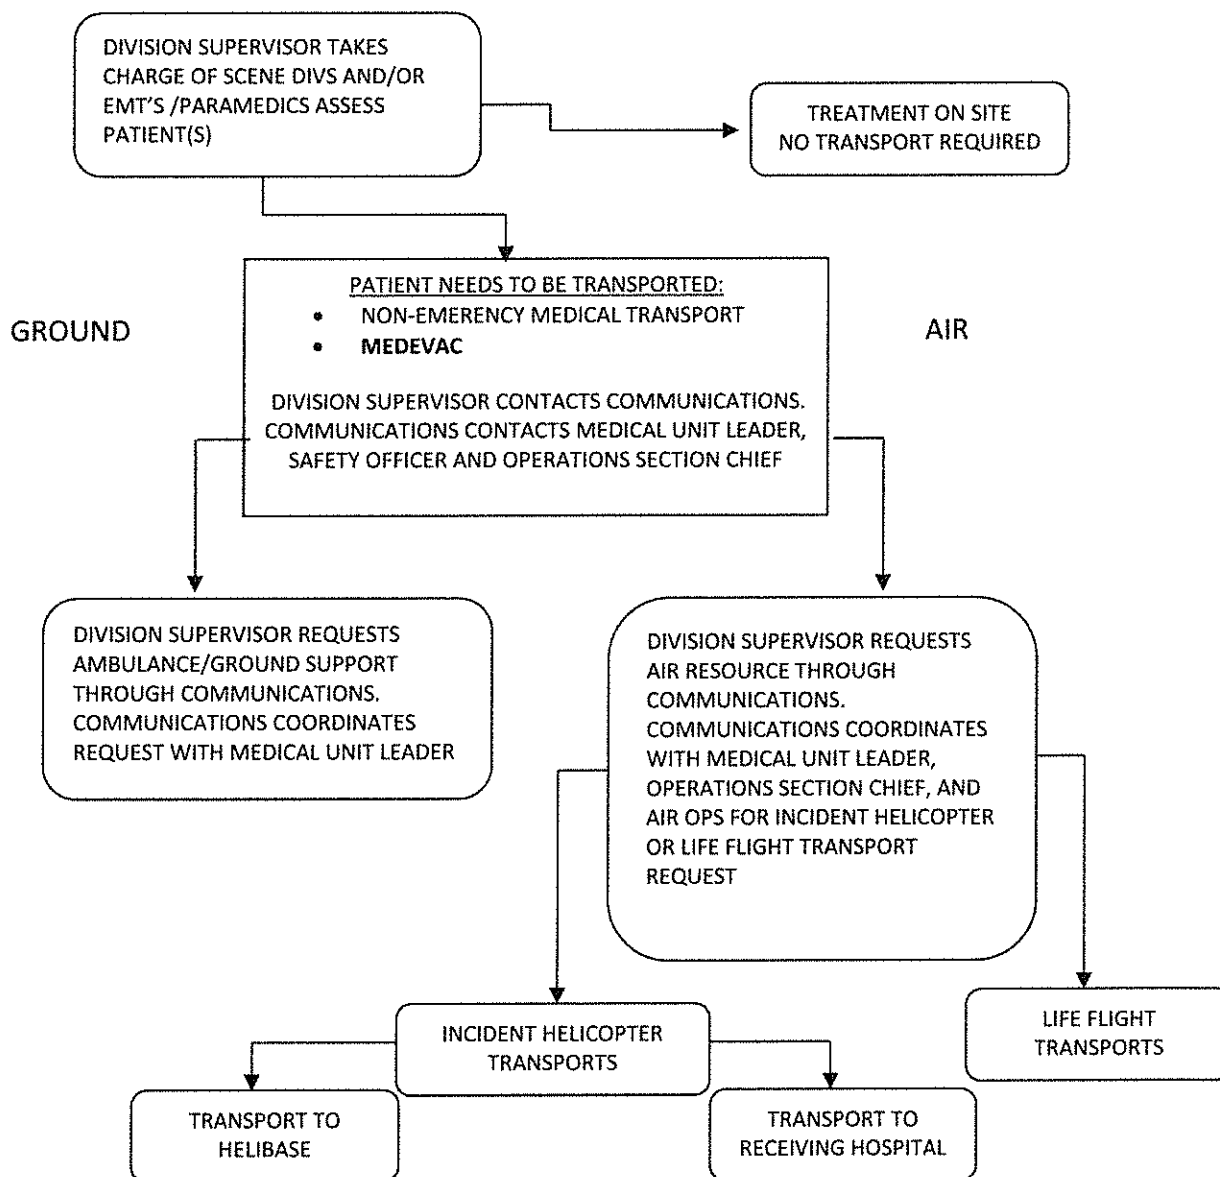 DIVISION SUPERVISOR TAKES
CHARGE OF SCENE DIVS AND/OR
EMT'S /PARAMEDICS ASSESS
PATIENT(S)
TREATMENT ON SITE
NO TRANSPORT REQUIRED
GROUND
PATIENT NEEDS TO BE TRANSPORTED:
• NON-EMERENCY MEDICAL TRANSPORT
• MEDEVAC
DIVISION SUPERVISOR CONTACTS COMMUNICATIONS.
COMMUNICATIONS CONTACTS MEDICAL UNIT LEADER,
SAFETY OFFICER AND OPERATIONS SECTION CHIEF
AIR
DIVISION SUPERVISOR REQUESTS
AMBULANCE/GROUND SUPPORT
THROUGH COMMUNICATIONS.
COMMUNICATIONS COORDINATES
REQUEST WITH MEDICAL UNIT LEADER
DIVISION SUPERVISOR REQUESTS
AIR RESOURCE THROUGH
COMMUNICATIONS.
COMMUNICATIONS COORDINATES
WITH MEDICAL UNIT LEADER,
OPERATIONS SECTION CHIEF, AND
AIR OPS FOR INCIDENT HELICOPTER
OR LIFE FLIGHT TRANSPORT
REQUEST
INCIDENT HELICOPTER
TRANSPORTS
LIFE FLIGHT
TRANSPORTS
TRANSPORT TO
HELIBASE
TRANSPORT TO
RECEIVING HOSPITAL